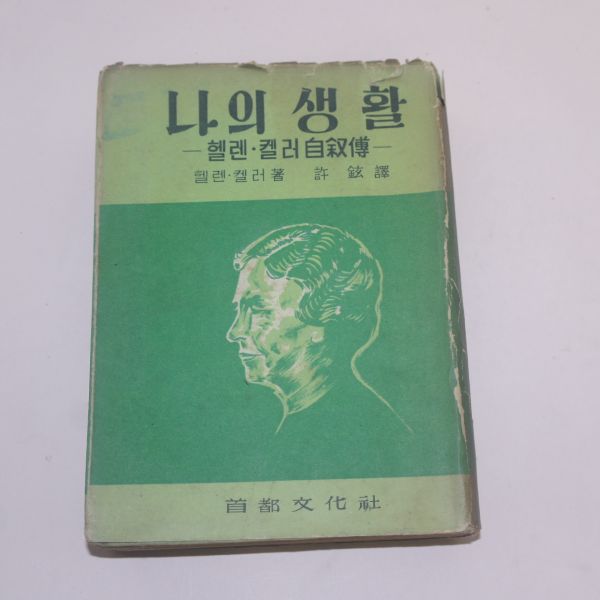 나의 생활
—헬렌·켈러自叙傳—
헬렌·켈러著 許鉉譯
首都文化社